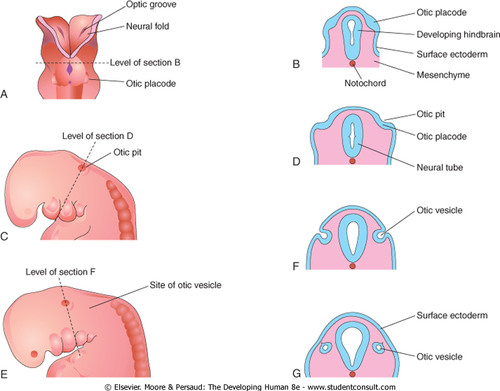 Optic groove
Neural fold
Level of section B
Otic placode
A
Otic placode
Developing hindbrain
Surface ectoderm
Mesenchyme
Notochord
B
Level of section D
Otic pit
C
Otic pit
Otic placode
Neural tube
D
Otic vesicle
F
Level of section F
Site of otic vesicle
E
Surface ectoderm
Otic vesicle
G
© Elsevier. Moore & Persaud: The Developing Human 8e - www.studentconsult.com